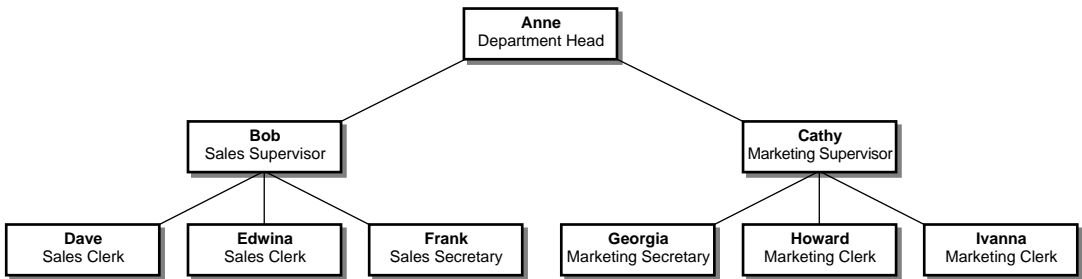 Anne
Department Head
Bob
Sales Supervisor
Cathy
Marketing Supervisor
Dave
Sales Clerk
Edwina
Sales Clerk
Frank
Sales Secretary
Georgia
Marketing Secretary
Howard
Marketing Clerk
Ivanna
Marketing Clerk